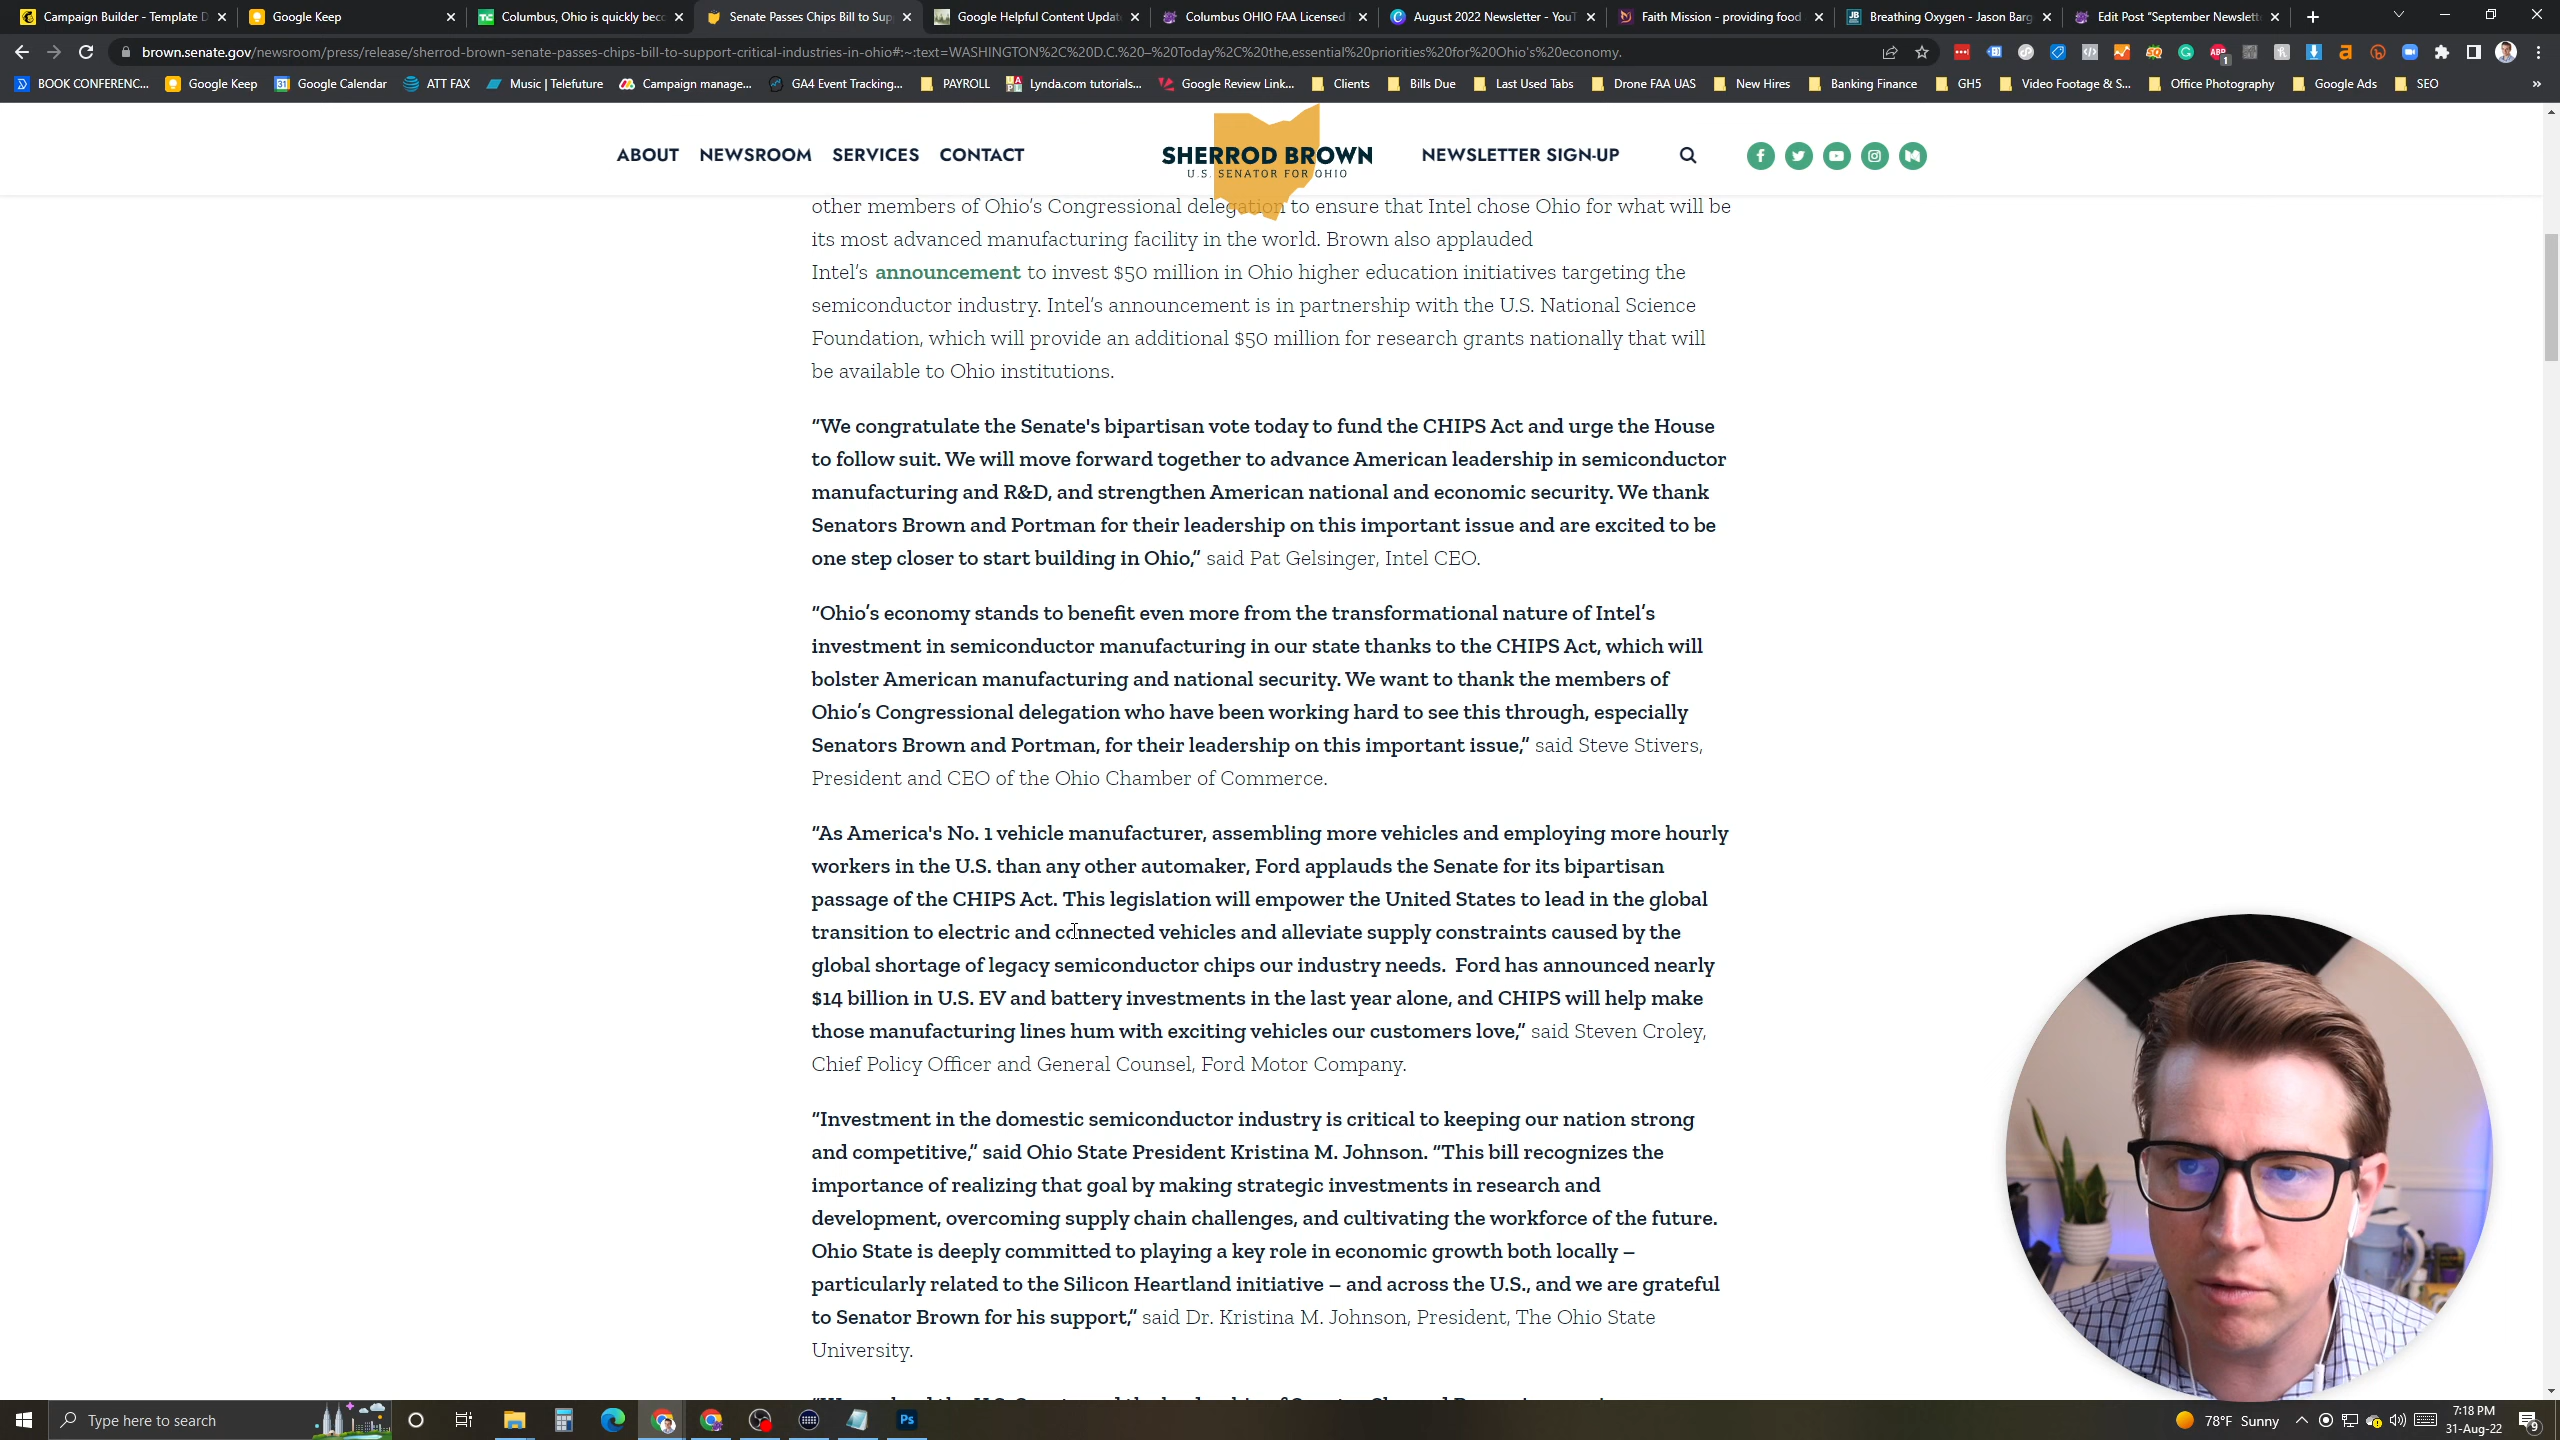 Campaign Builder - Template D
Google Keep
Columbus, Ohio is quickly bec
Senate Passes Chips Bill to Sup
Google Helpful Content Updat
Columbus OHIO FAA Licensed
August 2022 Newsletter - YouT
Faith Mission - providing food
Breathing Oxygen - Jason Barg
Edit Post "September Newslett
brown.senate.gov/newsroom/press/release/sherrod-brown-senate-passes-chips-bill-to-support-critical-industries-in-ohio#:~:text=WASHINGTON%2C%20D.C.%20–%20Today%2C%20the,essential%20priorities%20for%20Ohio's%20economy.
BOOK CONFERENC...
Google Keep
Google Calendar
ATT FAX
Music | Telefuture
Campaign manage...
GA4 Event Tracking...
PAYROLL
Lynda.com tutorials...
Google Review Link...
Clients
Bills Due
Last Used Tabs
Drone FAA UAS
New Hires
Banking Finance
GH5
Video Footage & S...
Office Photography
Google Ads
SEO
ABOUT NEWSROOM SERVICES CONTACT
SHERROD BROWN
U.S. SENATOR FOR OHIO
NEWSLETTER SIGN-UP
other members of Ohio's Congressional delegation to ensure that Intel chose Ohio for what will be
its most advanced manufacturing facility in the world. Brown also applauded
Intel's announcement to invest $50 million in Ohio higher education initiatives targeting the
semiconductor industry. Intel's announcement is in partnership with the U.S. National Science
Foundation, which will provide an additional $50 million for research grants nationally that will
be available to Ohio institutions.
"We congratulate the Senate's bipartisan vote today to fund the CHIPS Act and urge the House
to follow suit. We will move forward together to advance American leadership in semiconductor
manufacturing and R&D, and strengthen American national and economic security. We thank
Senators Brown and Portman for their leadership on this important issue and are excited to be
one step closer to start building in Ohio," said Pat Gelsinger, Intel CEO.
"Ohio's economy stands to benefit even more from the transformational nature of Intel's
investment in semiconductor manufacturing in our state thanks to the CHIPS Act, which will
bolster American manufacturing and national security. We want to thank the members of
Ohio's Congressional delegation who have been working hard to see this through, especially
Senators Brown and Portman, for their leadership on this important issue," said Steve Stivers,
President and CEO of the Ohio Chamber of Commerce.
"As America's No. 1 vehicle manufacturer, assembling more vehicles and employing more hourly
workers in the U.S. than any other automaker, Ford applauds the Senate for its bipartisan
passage of the CHIPS Act. This legislation will empower the United States to lead in the global
transition to electric and connected vehicles and alleviate supply constraints caused by the
global shortage of legacy semiconductor chips our industry needs. Ford has announced nearly
$14 billion in U.S. EV and battery investments in the last year alone, and CHIPS will help make
those manufacturing lines hum with exciting vehicles our customers love," said Steven Croley,
Chief Policy Officer and General Counsel, Ford Motor Company.
"Investment in the domestic semiconductor industry is critical to keeping our nation strong
and competitive," said Ohio State President Kristina M. Johnson. "This bill recognizes the
importance of realizing that goal by making strategic investments in research and
development, overcoming supply chain challenges, and cultivating the workforce of the future.
Ohio State is deeply committed to playing a key role in economic growth both locally –
particularly related to the Silicon Heartland initiative – and across the U.S., and we are grateful
to Senator Brown for his support," said Dr. Kristina M. Johnson, President, The Ohio State
University.
Type here to search
Ps
78°F Sunny
7:18 PM
31-Aug-22
9